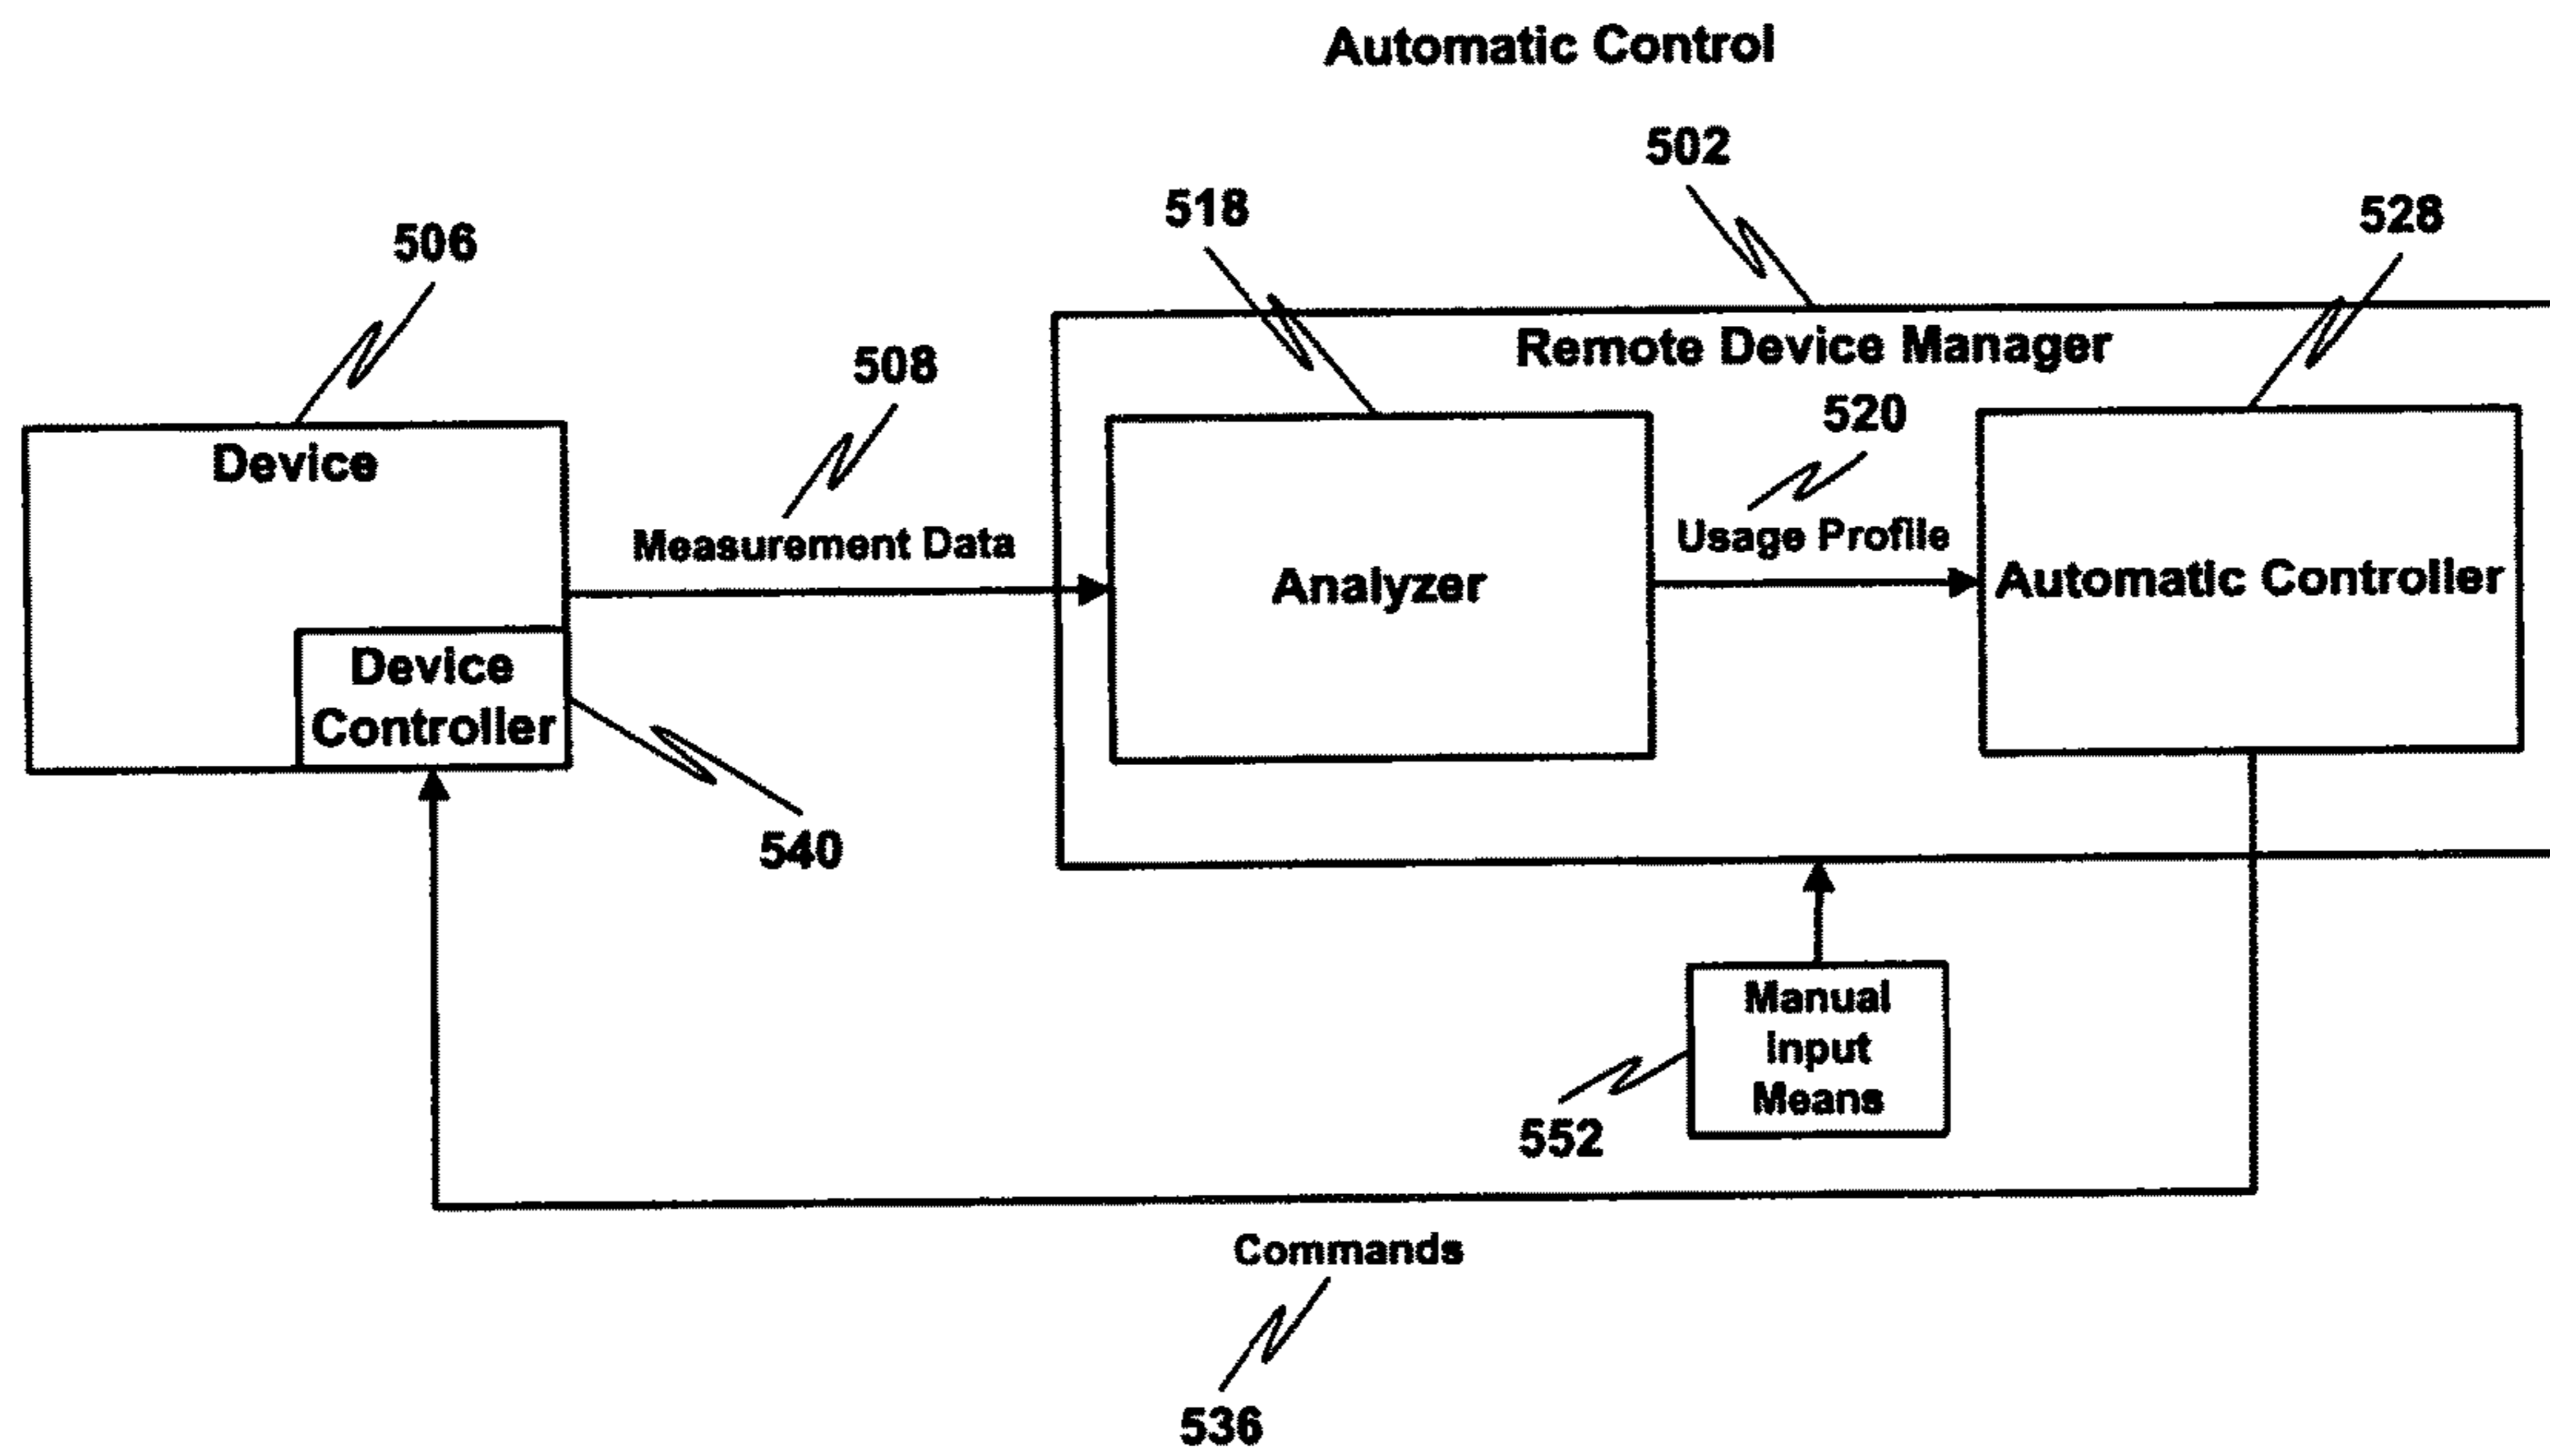 Automatic Control
502
518
528
506
Remote Device Manager
508
520
Device
Measurement Data
Usage Profile
Analyzer
Automatic Controller
Device
Controller
540
Manual
Input
Means
552
Commands
536